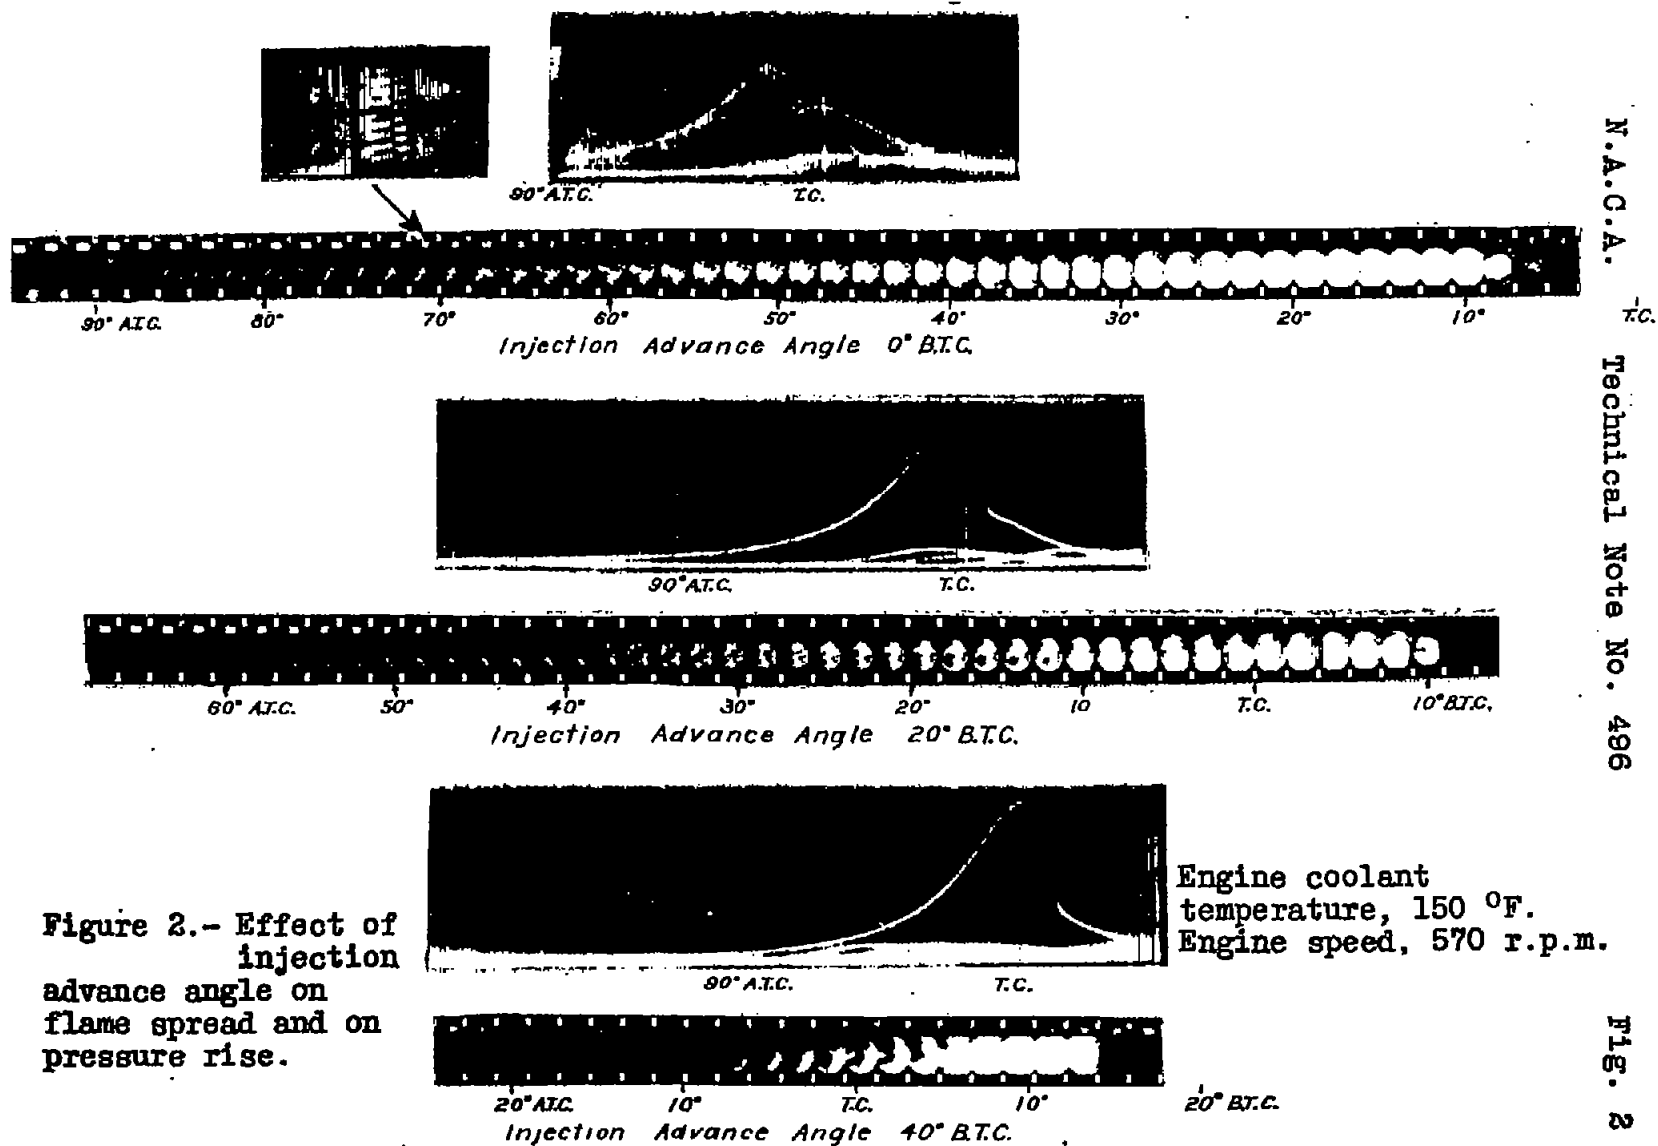 N.A.C.A. Technical Note No. 486 Fig. 2
90° A.T.C. T.C.
90° A.T.C. 80° 70° 60° 50° 40° 30° 20° 10° T.C.
Injection Advance Angle 0° B.T.C.
90° A.T.C. T.C.
60° A.T.C. 50° 40° 30° 20° 10 T.C. 10° B.T.C.
Injection Advance Angle 20° B.T.C.
90° A.T.C. T.C.
20° A.T.C. 10° T.C. 10° 20° B.T.C.
Injection Advance Angle 40° B.T.C.
Engine coolant
temperature, 150 °F.
Engine speed, 570 r.p.m.
Figure 2.- Effect of
injection
advance angle on
flame spread and on
pressure rise.